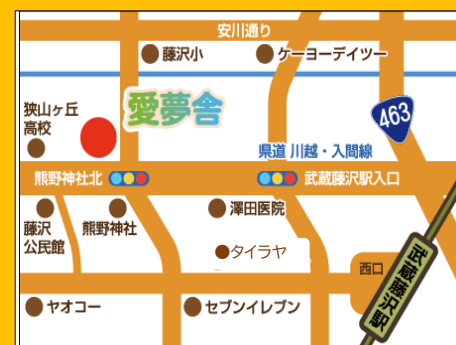 安川通り
藤沢小
ケーヨーデイツー
狭山ヶ丘
高校
愛夢舎
463
県道 川越・入間線
熊野神社北
武蔵藤沢駅入口
藤沢
公民館
熊野神社
澤田医院
タイラヤ
西口
武蔵藤沢駅
ヤオコー
セブンイレブン